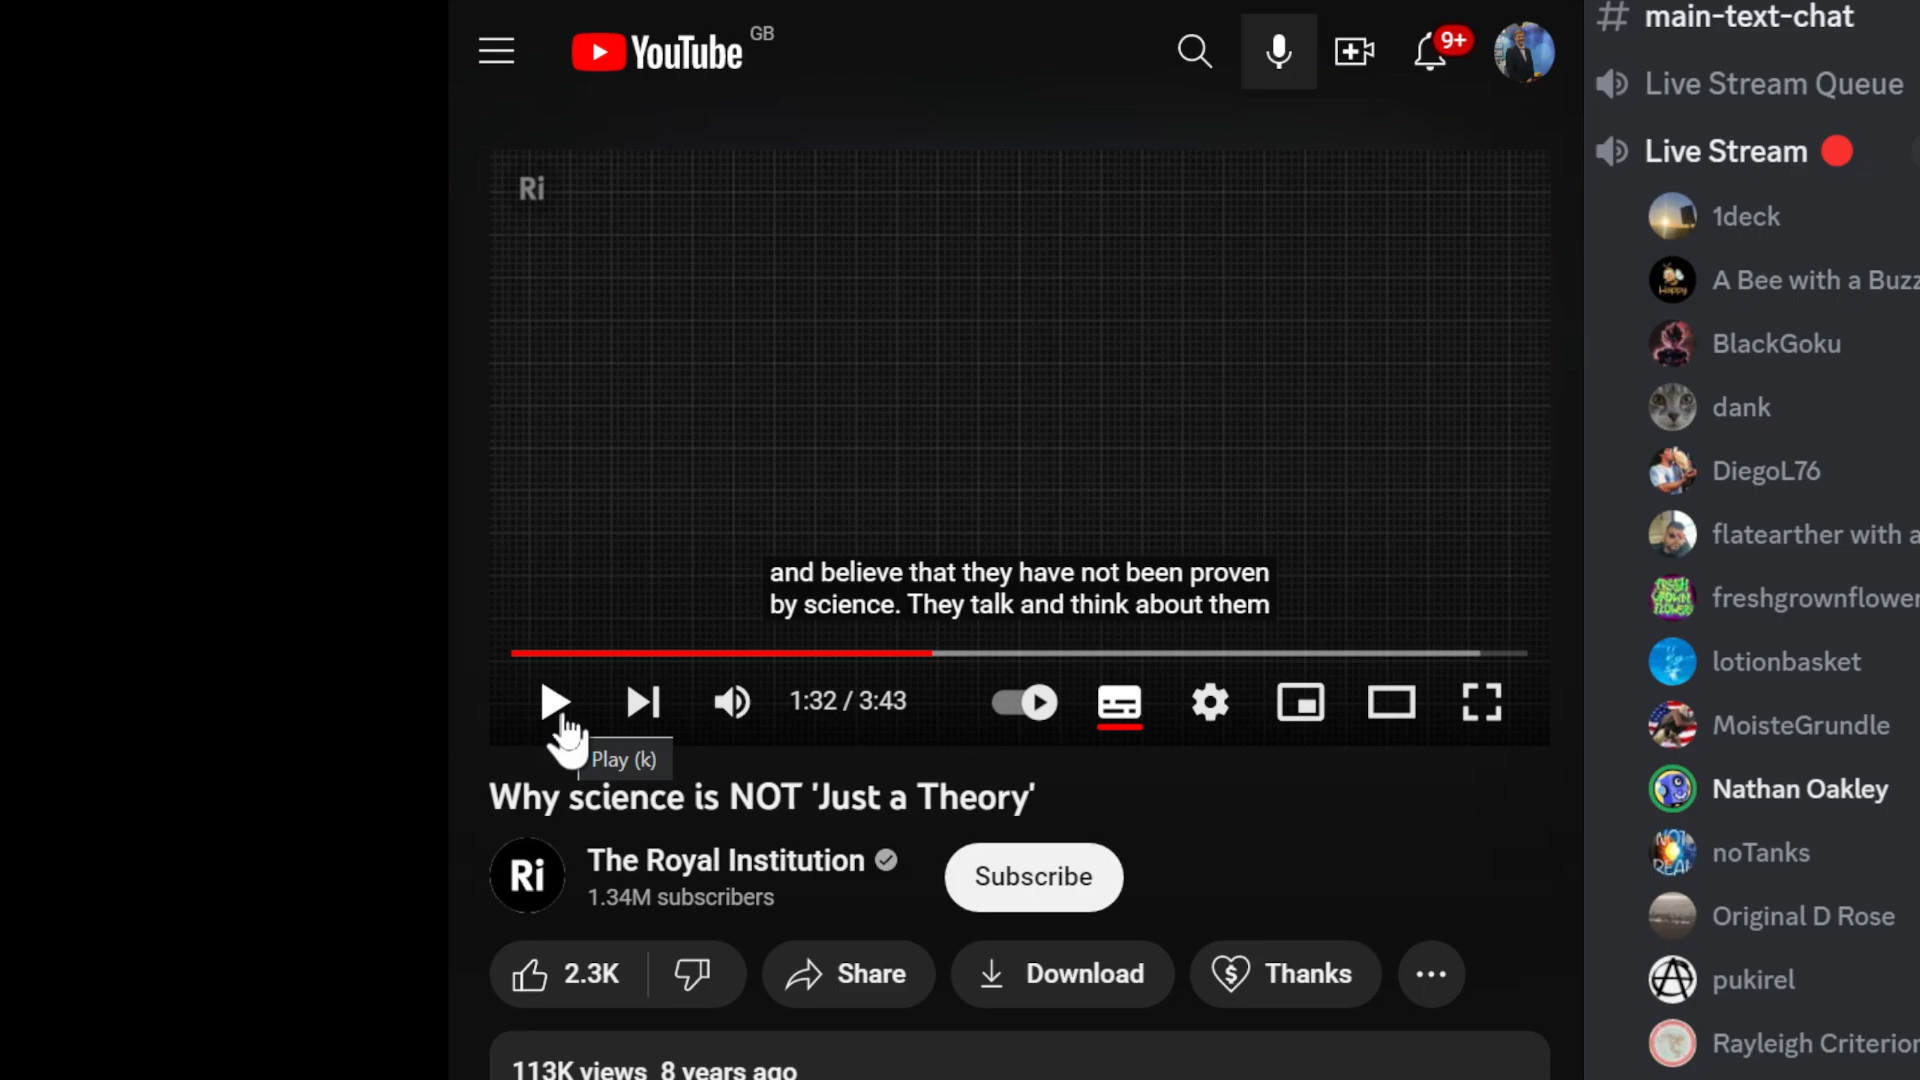 YouTube GB
9+
Ri
and believe that they have not been proven
by science. They talk and think about them
1:32 / 3:43
Play (k)
Why science is NOT 'Just a Theory'
Ri
The Royal Institution
1.34M subscribers
Subscribe
2.3K
Share
Download
Thanks
113K views 8 years ago
# main-text-chat
Live Stream Queue
Live Stream
1deck
Happy
A Bee with a Buzz
BlackGoku
dank
DiegoL76
flatearther with a
freshgrownflower
lotionbasket
MoisteGrundle
Nathan Oakley
noTanks
Original D Rose
pukirel
Rayleigh Criterion